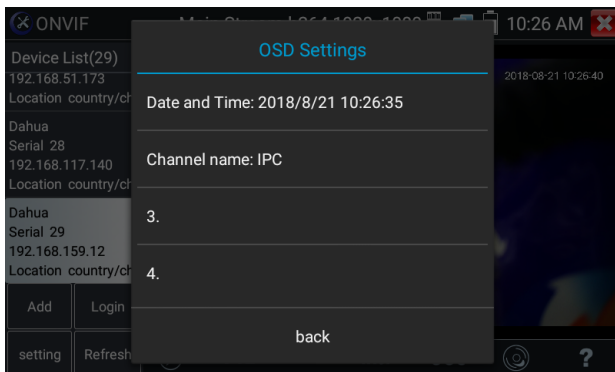 ONVIF
10:26 AM
Device List(29)
192.168.51.173
Location country/ch
Dahua
Serial 28
192.168.117.140
Location country/ch
Dahua
Serial 29
192.168.159.12
Location country/ch
Add
Login
setting
Refresh
OSD Settings
Date and Time: 2018/8/21 10:26:35
Channel name: IPC
3.
4.
back
2018-08-21 10:26:40
?